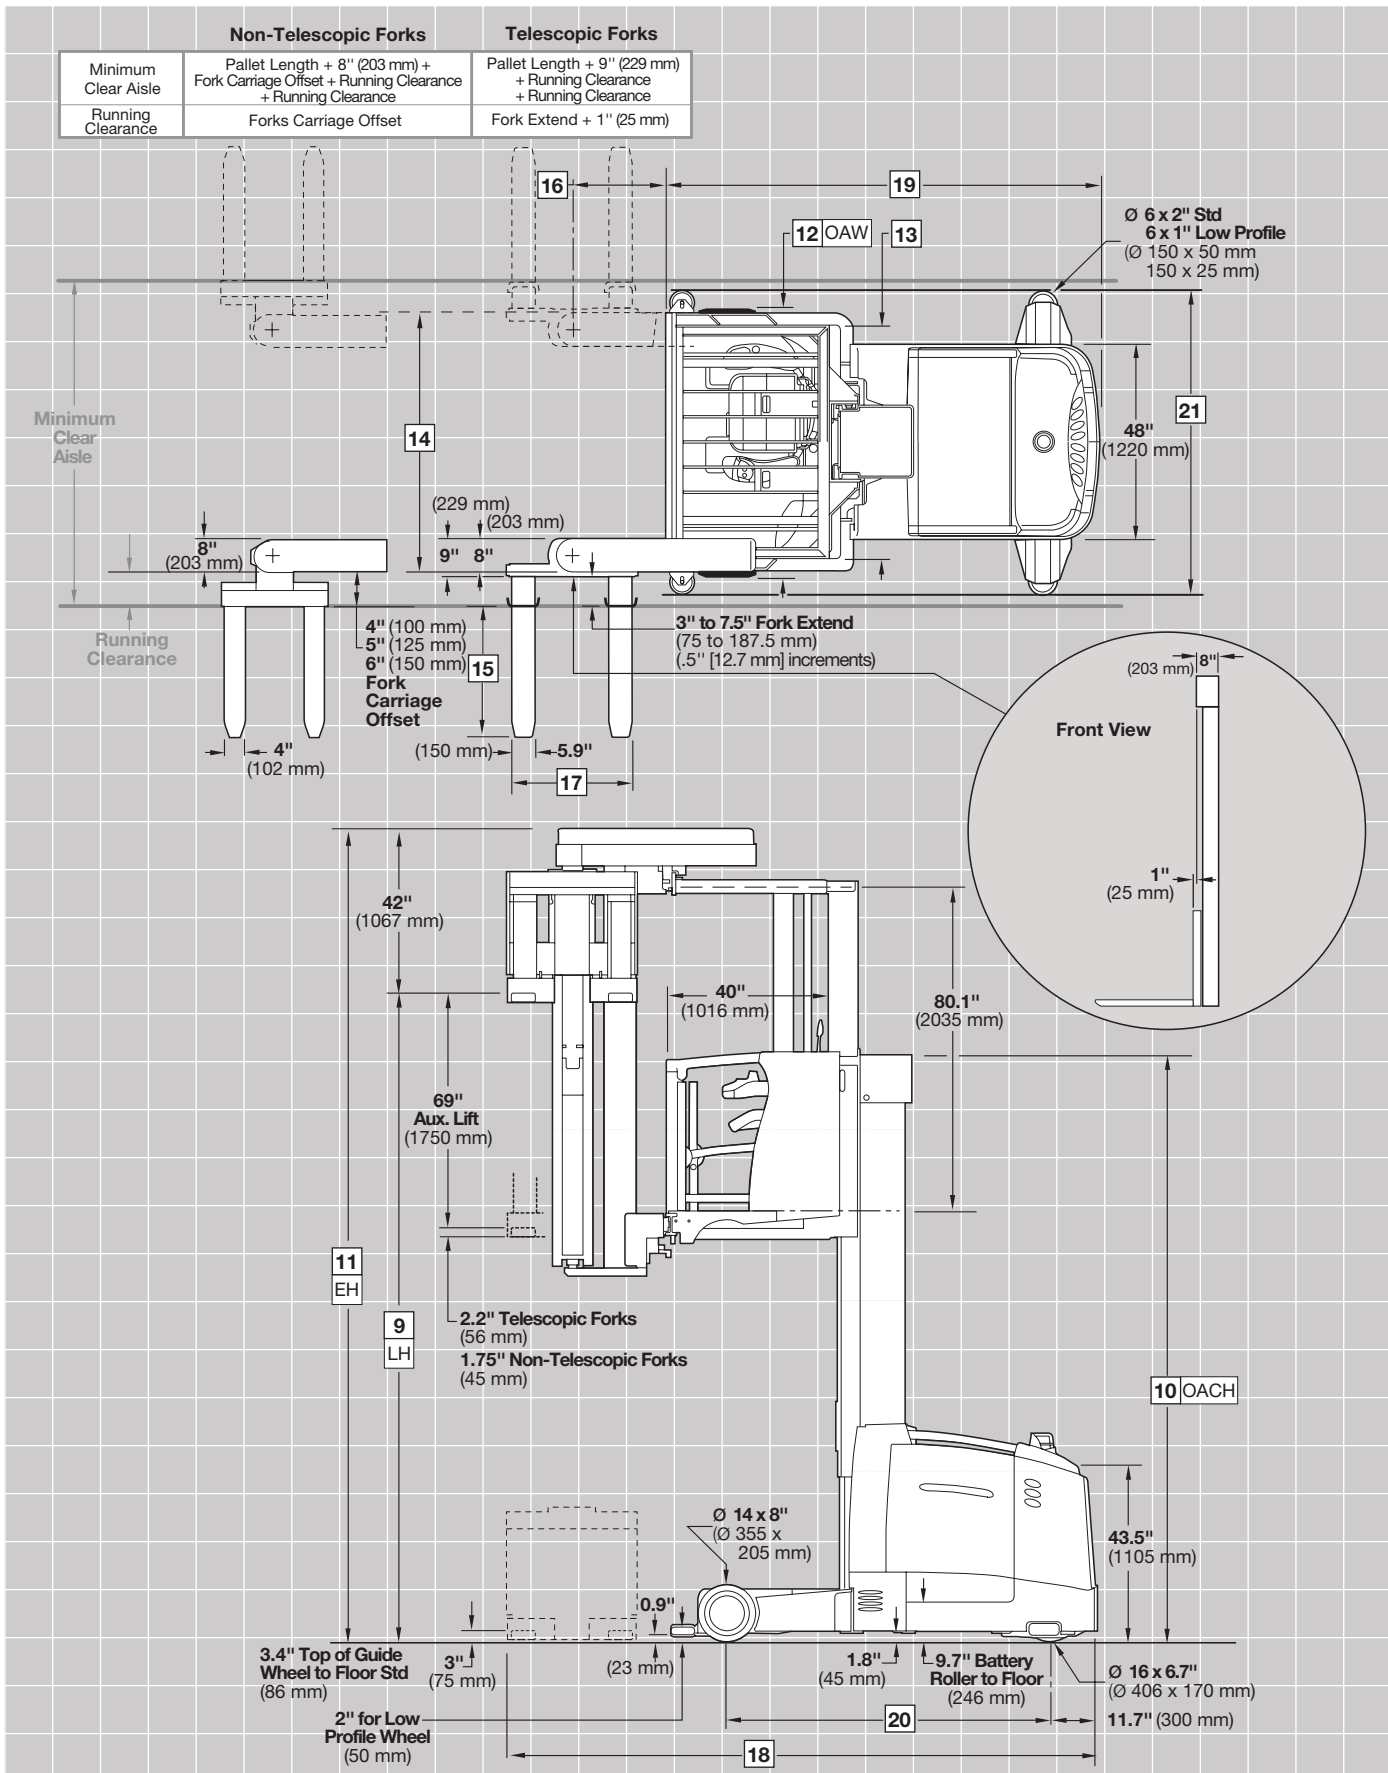 Non-Telescopic Forks
Telescopic Forks
Minimum
Clear Aisle
Pallet Length + 8" (203 mm) +
Fork Carriage Offset + Running Clearance
+ Running Clearance
Pallet Length + 9" (229 mm)
+ Running Clearance
+ Running Clearance
Running
Clearance
Forks Carriage Offset
Fork Extend + 1" (25 mm)
16
19
12 OAW
13
Ø 6 x 2" Std
6 x 1" Low Profile
(Ø 150 x 50 mm
150 x 25 mm)
Minimum
Clear
Aisle
14
21
48"
(1220 mm)
(229 mm)
(203 mm)
8"
(203 mm)
9"
8"
Running
Clearance
4" (100 mm)
5" (125 mm)
6" (150 mm)
Fork
Carriage
Offset
15
3" to 7.5" Fork Extend
(75 to 187.5 mm)
(.5" [12.7 mm] increments)
4"
(102 mm)
(150 mm)
5.9"
17
8"
(203 mm)
Front View
1"
(25 mm)
42"
(1067 mm)
40"
(1016 mm)
80.1"
(2035 mm)
69"
Aux. Lift
(1750 mm)
11
EH
9
LH
2.2" Telescopic Forks
(56 mm)
1.75" Non-Telescopic Forks
(45 mm)
10 OACH
Ø 14 x 8"
(Ø 355 x
205 mm)
43.5"
(1105 mm)
0.9"
(23 mm)
3.4" Top of Guide
Wheel to Floor Std
(86 mm)
3"
(75 mm)
1.8"
(45 mm)
9.7" Battery
Roller to Floor
(246 mm)
Ø 16 x 6.7"
(Ø 406 x 170 mm)
2" for Low
Profile Wheel
(50 mm)
20
11.7" (300 mm)
18